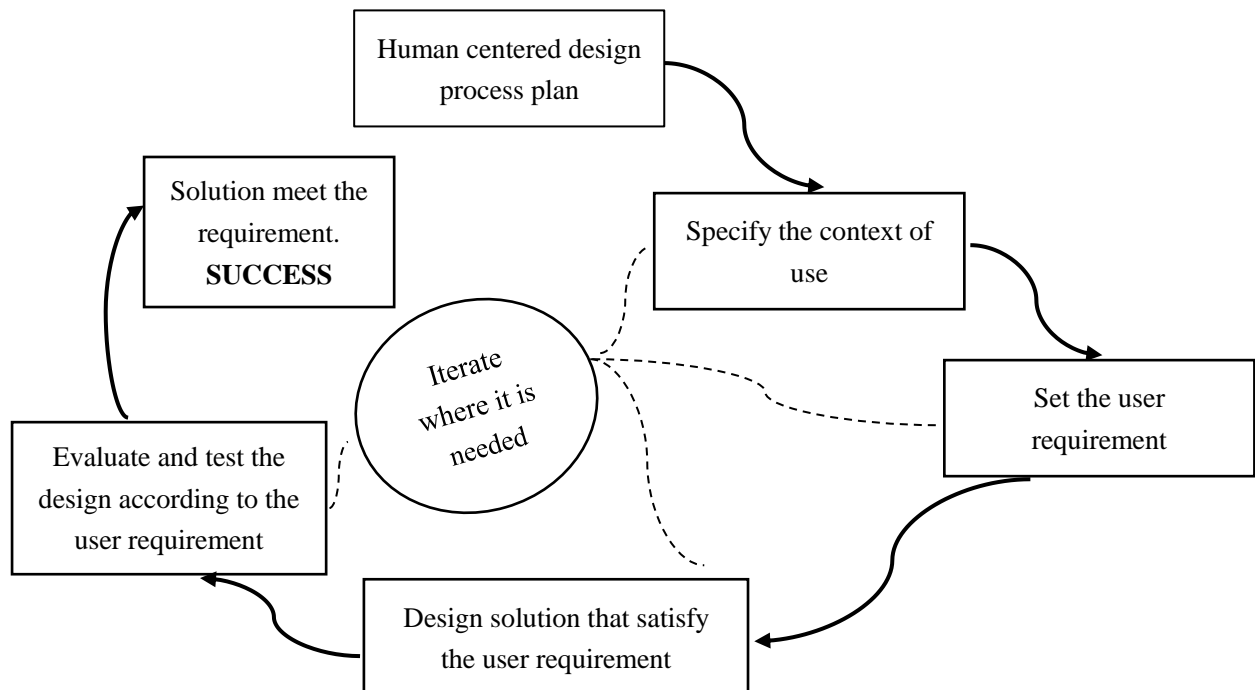 Human centered design
process plan
Specify the context of
use
Set the user
requirement
Design solution that satisfy
the user requirement
Evaluate and test the
design according to the
user requirement
Solution meet the
requirement.
SUCCESS
Iterate
where it is
needed